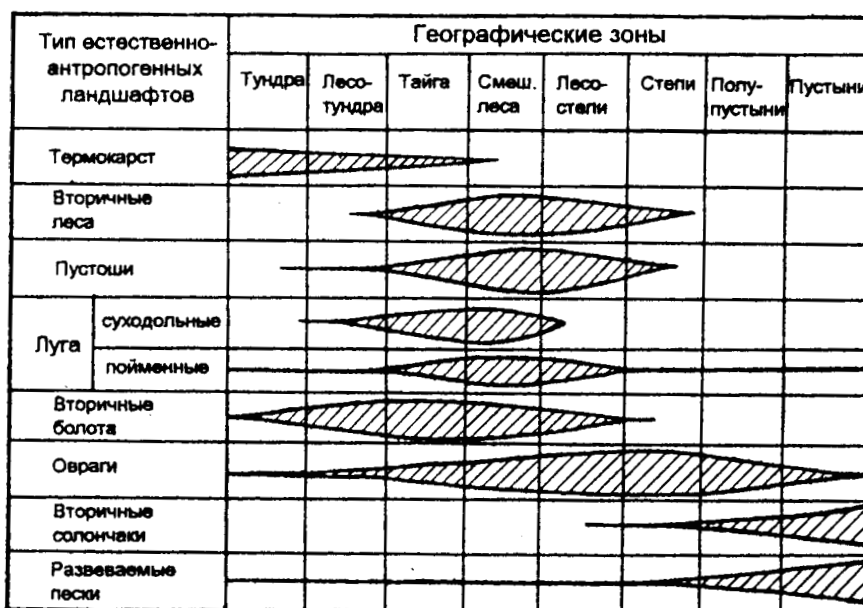 Тип естественно-
антропогенных
ландшафтов
Географические зоны
Тундра
Лесо-
тундра
Тайга
Смеш.
леса
Лесо-
степи
Степи
Полу-
пустыни
Пустыни
Термокарст
Вторичные
леса
Пустоши
Луга
суходольные
пойменные
Вторичные
болота
Овраги
Вторичные
солончаки
Развеваемые
пески